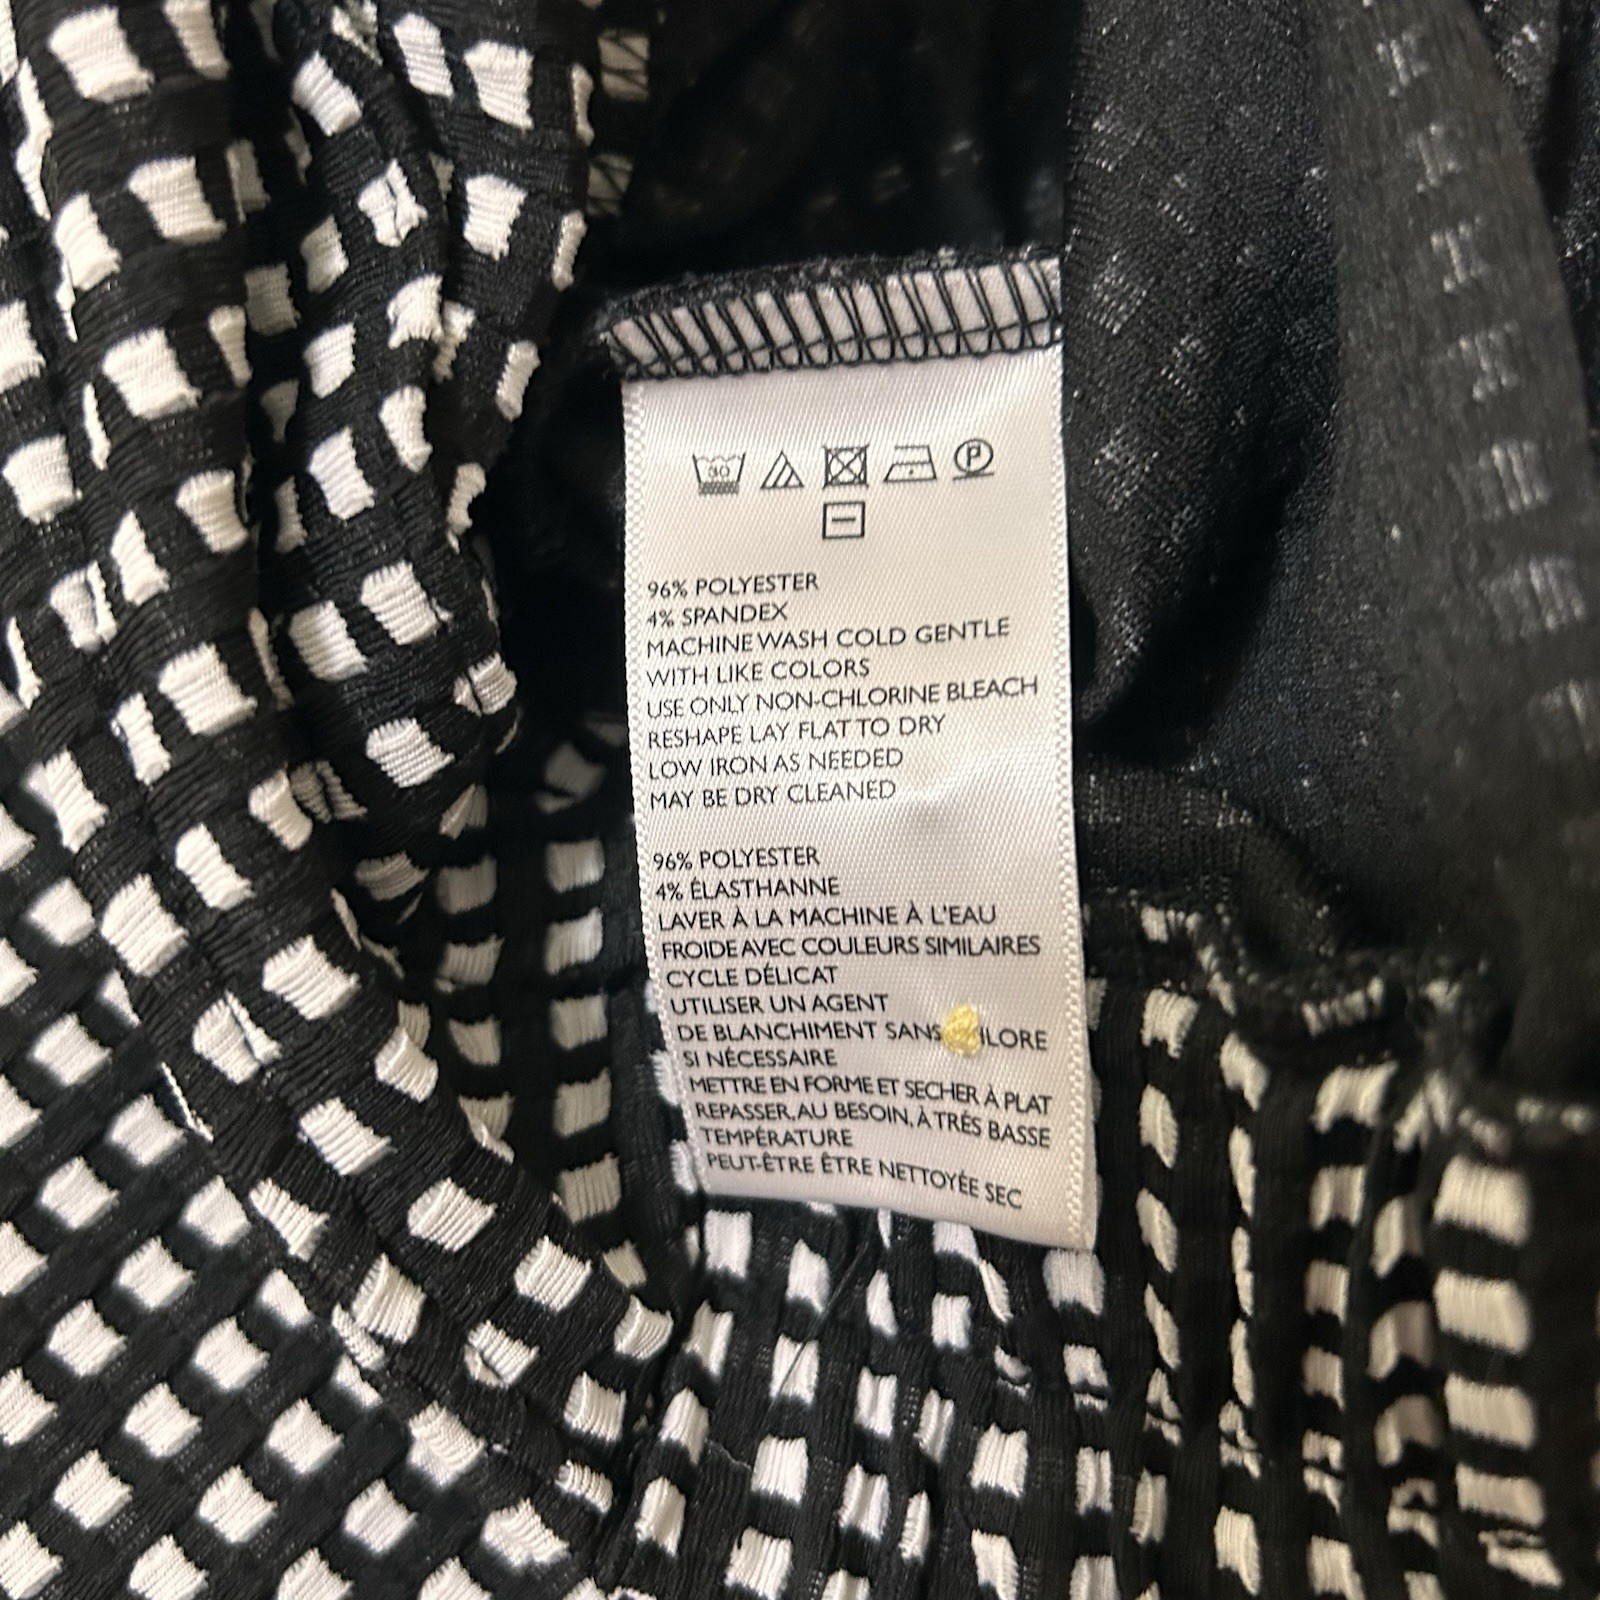 30
P
96% POLYESTER
4% SPANDEX
MACHINE WASH COLD GENTLE
WITH LIKE COLORS
USE ONLY NON-CHLORINE BLEACH
RESHAPE LAY FLAT TO DRY
LOW IRON AS NEEDED
MAY BE DRY CLEANED
96% POLYESTER
4% ÉLASTHANNE
LAVER À LA MACHINE À L'EAU
FROIDE AVEC COULEURS SIMILAIRES
CYCLE DÉLICAT
UTILISER UN AGENT
DE BLANCHIMENT SANS
SI NÉCESSAIRE
METTRE EN FORME ET SECHER À PLAT
REPASSER, AU BESOIN, À TRÉS BASSE
TEMPÉRATURE
PEUT-ÊTRE ÊTRE NETTOYÉE SEC